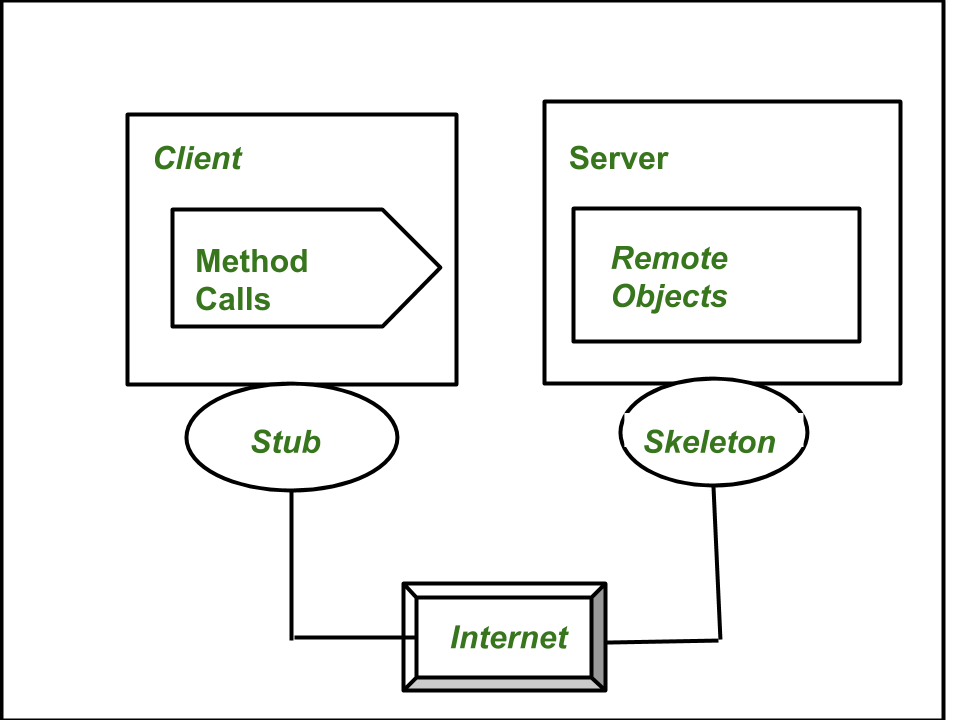 Client
Method
Calls
Server
Remote
Objects
Stub
Skeleton
Internet